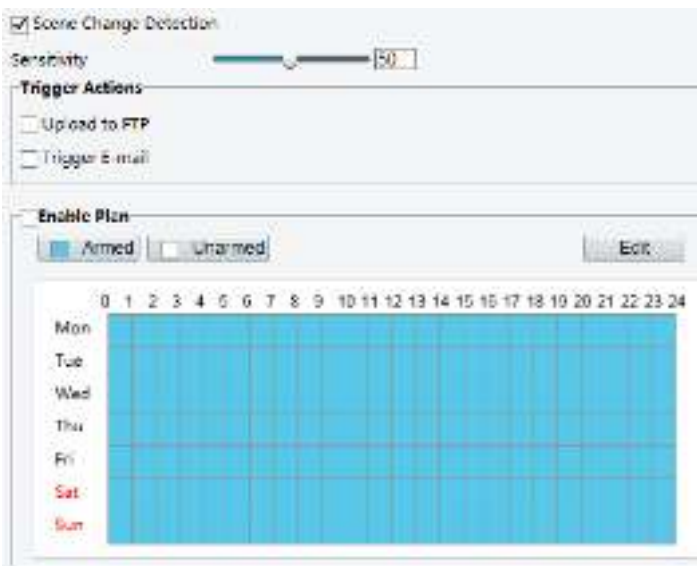 Scene Change Detection
Sensitivity 50
Trigger Actions
Upload to FTP
Trigger E-mail
Enable Plan
Armed Unarmed Edit
0 1 2 3 4 5 6 7 8 9 10 11 12 13 14 15 16 17 18 19 20 21 22 23 24
Mon
Tue
Wed
Thu
Fri
Sat
Sun